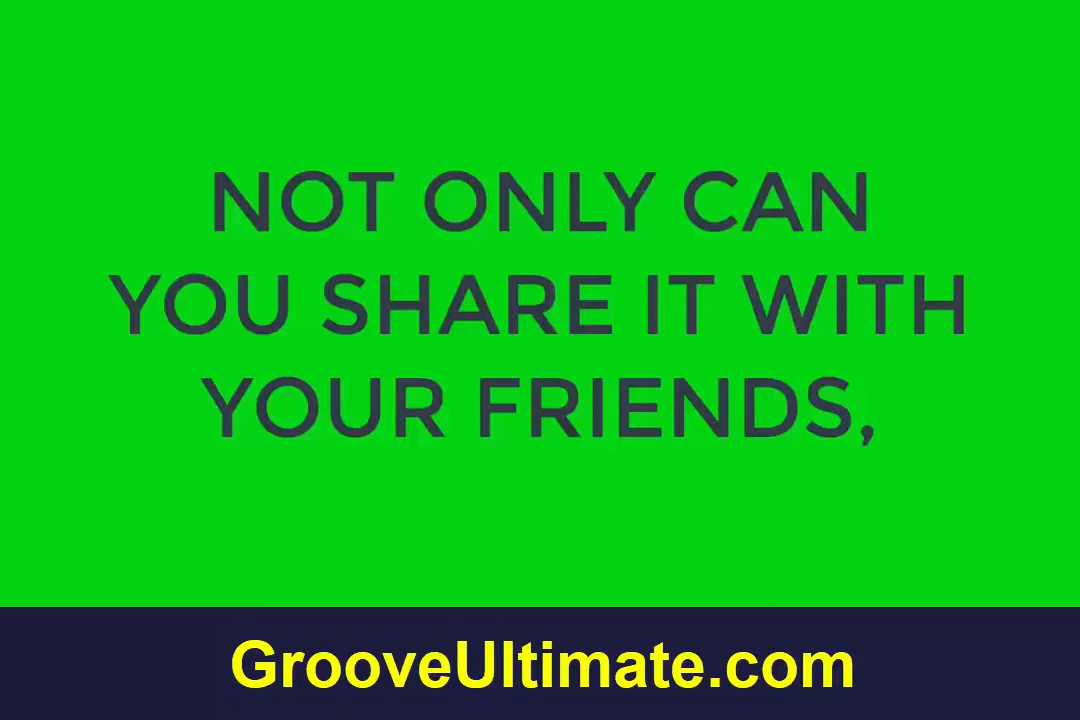 NOT ONLY CAN
YOU SHARE IT WITH
YOUR FRIENDS,
GrooveUltimate.com